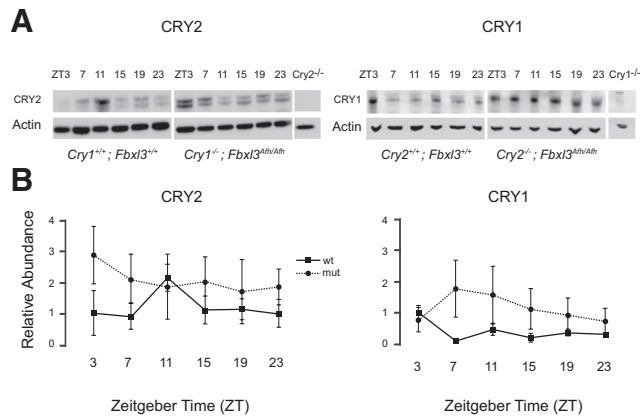 A
CRY2
CRY1
ZT3 7 11 15 19 23 ZT3 7 11 15 19 23 Cry2-/-
ZT3 7 11 15 19 23 ZT3 7 11 15 19 23 Cry1-/-
CRY2
CRY1
Actin
Actin
Cry1+/+; Fbxl3+/+ Cry1-/-; Fbxl3Afh/Afh
Cry2+/+; Fbxl3+/+ Cry2-/-; Fbxl3Afh/Afh
B
CRY2
CRY1
Relative Abundance
4
3
2
1
0
3 7 11 15 19 23
Zeitgeber Time (ZT)
wt
mut
4
3
2
1
0
3 7 11 15 19 23
Zeitgeber Time (ZT)